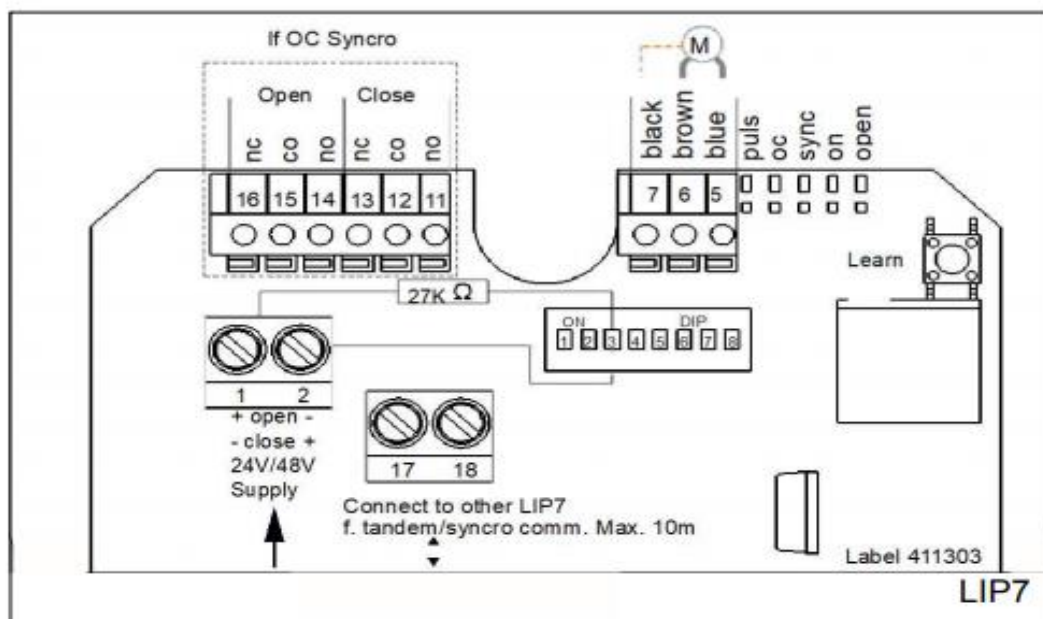 If OC Syncro
M
Open Close
nc co no nc co no
black brown blue
puls oc sync on open
16 15 14 13 12 11
7 6 5
Learn
27K Ω
ON DIP
1 2 3 4 5 6 7 8
1 2
+ open -
- close +
24V/48V
Supply
17 18
Connect to other LIP7
f. tandem/syncro comm. Max. 10m
Label 411303
LIP7